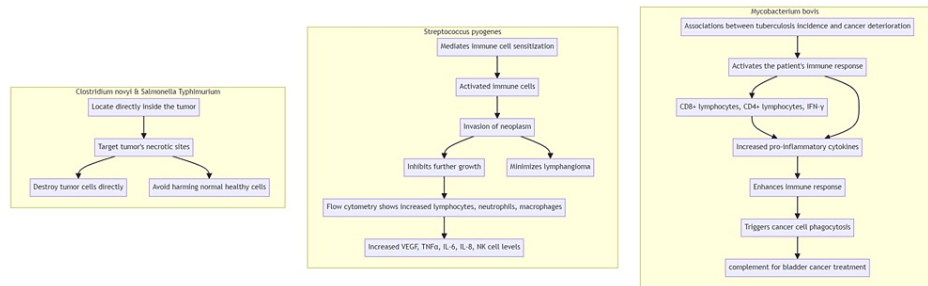 Clostridium novyi & Salmonella Typhimurium
Locate directly inside the tumor
Target tumor's necrotic sites
Destroy tumor cells directly
Avoid harming normal healthy cells
Streptococcus pyogenes
Mediates immune cell sensitization
Activated immune cells
Invasion of neoplasm
Inhibits further growth
Minimizes lymphangioma
Flow cytometry shows increased lymphocytes, neutrophils, macrophages
Increased VEGF, TNFα, IL-6, IL-8, NK cell levels
Mycobacterium bovis
Associations between tuberculosis incidence and cancer deterioration
Activates the patient's immune response
CD8+ lymphocytes, CD4+ lymphocytes, IFN-γ
Increased pro-inflammatory cytokines
Enhances immune response
Triggers cancer cell phagocytosis
complement for bladder cancer treatment